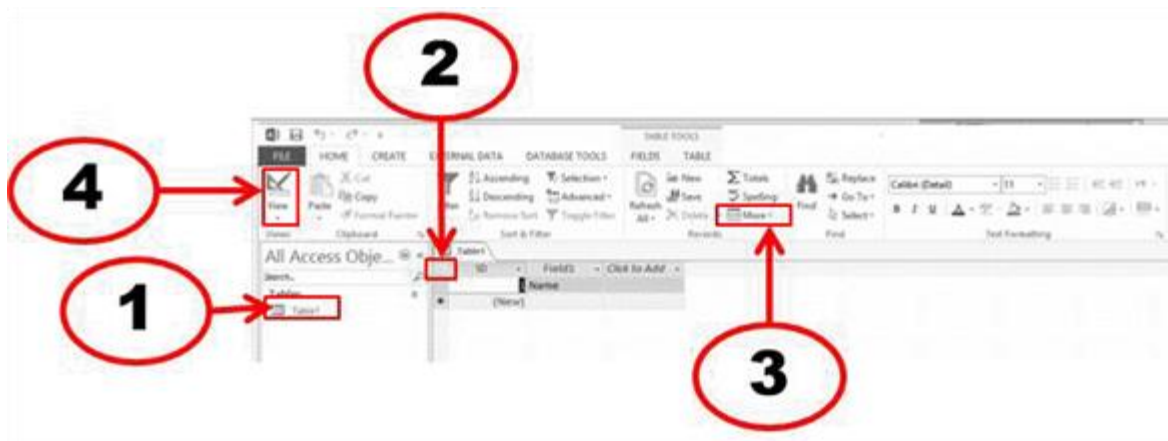 2
4
TABLE TOOLS
FILE HOME CREATE EXTERNAL DATA DATABASE TOOLS FIELDS TABLE
Cut Ascending Selection New Totals Replace
Calibri (Detail) 11
View Paste Copy Descending Advanced Refresh All Save Spelling Find Go To
Format Painter Remove Sort Toggle Filter Delete More Select
B I U A
Views Clipboard Sort & Filter Records Find Text Formatting
All Access Obje...
Table1
Search...
ID Field1 Click to Add
Tables
Name
1
Table1
(New)
3